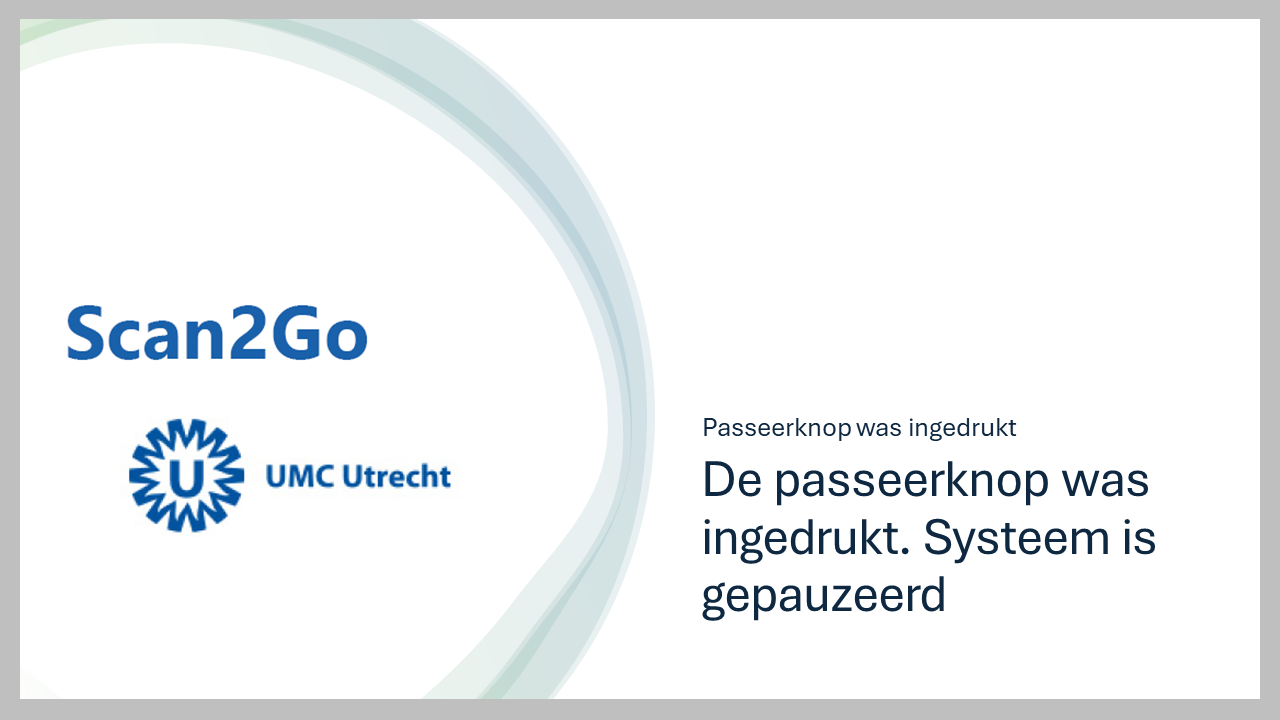 Scan2Go
U
UMC Utrecht
Passeerknop was ingedrukt
De passeerknop was
ingedrukt. Systeem is
gepauzeerd